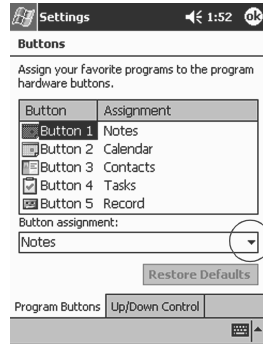 Settings 1:52 ok
Buttons
Assign your favorite programs to the program
hardware buttons.
Button Assignment
Button 1 Notes
Button 2 Calendar
Button 3 Contacts
Button 4 Tasks
Button 5 Record
Button assignment:
Notes
Restore Defaults
Program Buttons Up/Down Control